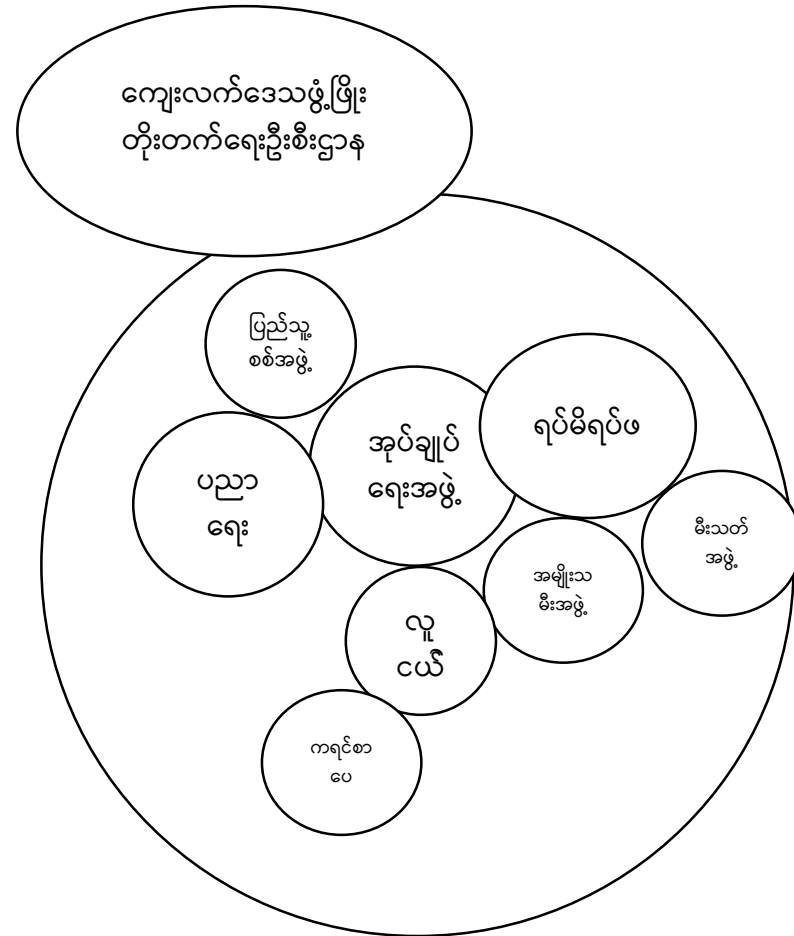 ကျေးလက်ဒေသဖွံ့ဖြိုး
တိုးတက်ရေးဦးစီးဌာန
ပြည်သူ့
စစ်အဖွဲ့
အုပ်ချုပ်
ရေးအဖွဲ့
ရပ်မိရပ်ဖ
ပညာ
ရေး
မီးသတ်
အဖွဲ့
အမျိုးသ
မီးအဖွဲ့
လူ
ငယ်
ကရင်စာ
ပေ